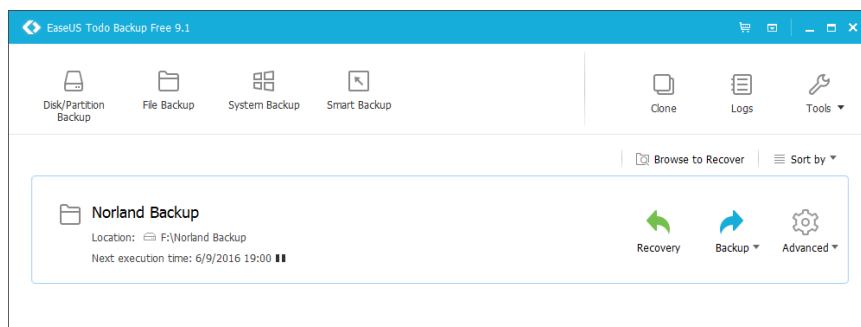 EaseUS Todo Backup Free 9.1
Disk/Partition
Backup
File Backup
System Backup
Smart Backup
Clone
Logs
Tools
Browse to Recover
Sort by
Norland Backup
Location: F:\Norland Backup
Next execution time: 6/9/2016 19:00
Recovery
Backup
Advanced